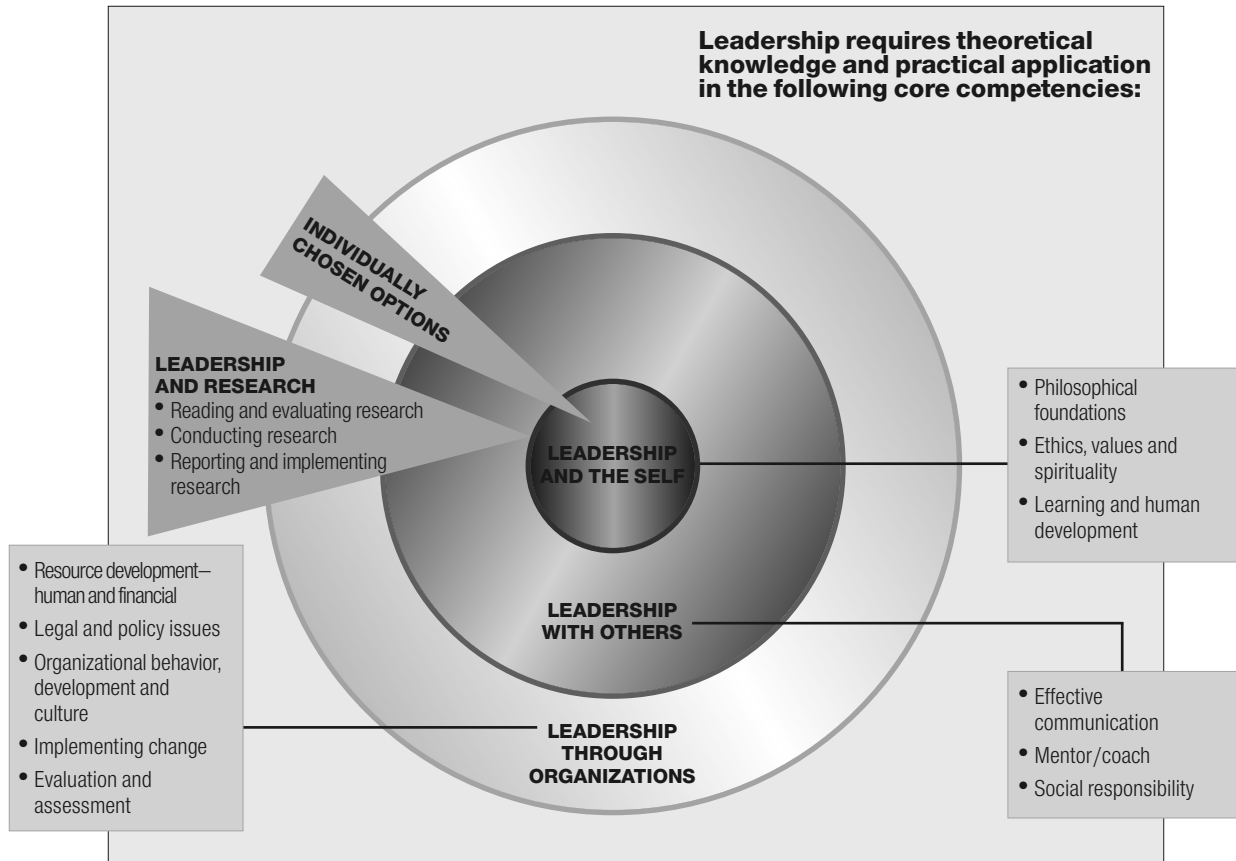 Leadership requires theoretical
knowledge and practical application
in the following core competencies:
INDIVIDUALLY
CHOSEN OPTIONS
LEADERSHIP
AND RESEARCH
• Reading and evaluating research
• Conducting research
• Reporting and implementing
research
LEADERSHIP
AND THE SELF
• Philosophical
foundations
• Ethics, values and
spirituality
• Learning and human
development
LEADERSHIP
WITH OTHERS
• Effective
communication
• Mentor/coach
• Social responsibility
LEADERSHIP
THROUGH
ORGANIZATIONS
• Resource development–
human and financial
• Legal and policy issues
• Organizational behavior,
development and
culture
• Implementing change
• Evaluation and
assessment